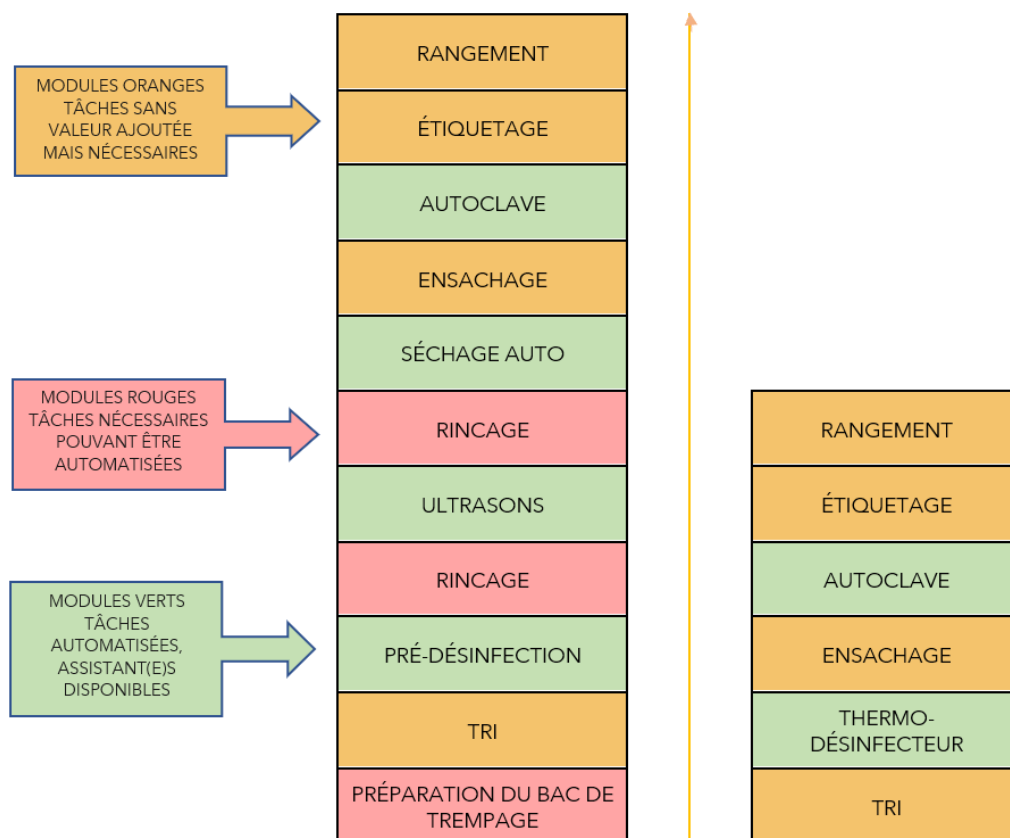 RANGEMENT
MODULES ORANGES
TÂCHES SANS
VALEUR AJOUTÉE
MAIS NÉCESSAIRES
ÉTIQUETAGE
AUTOCLAVE
ENSACHAGE
SÉCHAGE AUTO
MODULES ROUGES
TÂCHES NÉCESSAIRES
POUVANT ÊTRE
AUTOMATISÉES
RINCAGE
ULTRASONS
RINCAGE
MODULES VERTS
TÂCHES
AUTOMATISÉES,
ASSISTANT(E)S
DISPONIBLES
PRÉ-DÉSINFECTION
TRI
PRÉPARATION DU BAC DE
TREMPAGE
RANGEMENT
ÉTIQUETAGE
AUTOCLAVE
ENSACHAGE
THERMO-
DÉSINFECTEUR
TRI